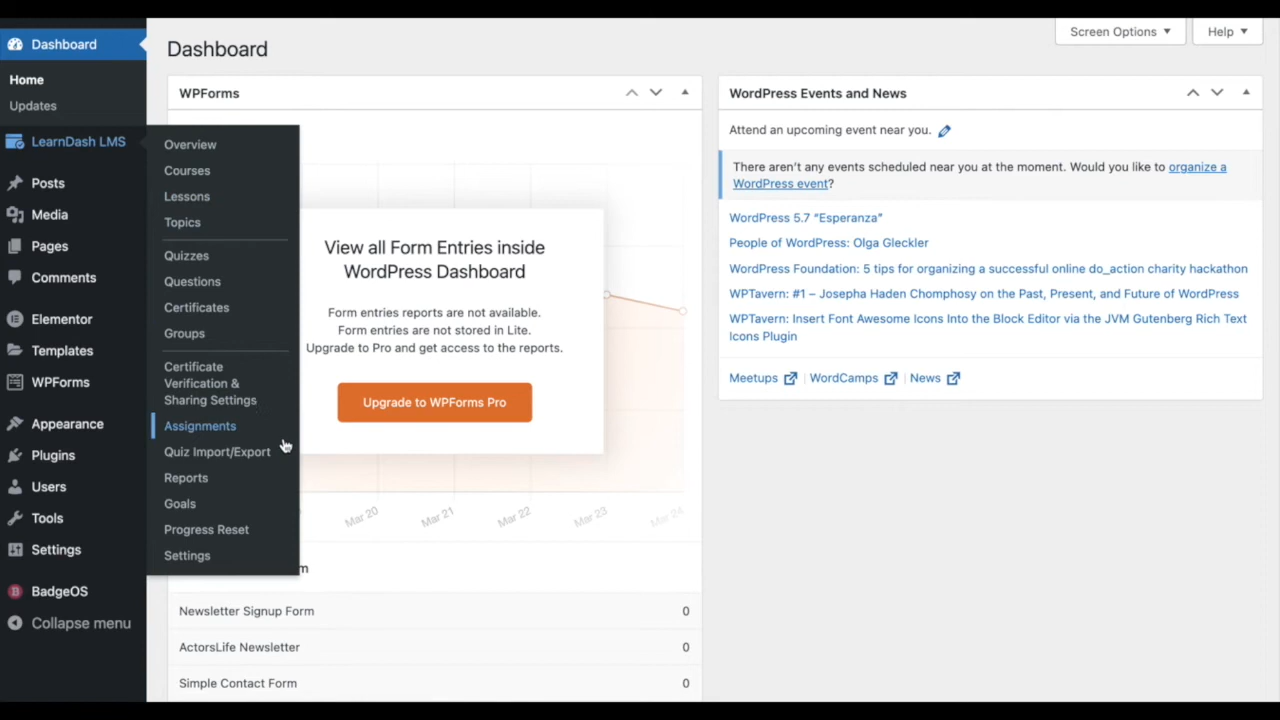 Dashboard
Home
Updates
LearnDash LMS
Posts
Media
Pages
Comments
Elementor
Templates
WPForms
Appearance
Plugins
Users
Tools
Settings
BadgeOS
Collapse menu
Overview
Courses
Lessons
Topics
Quizzes
Questions
Certificates
Groups
Certificate
Verification &
Sharing Settings
Assignments
Quiz Import/Export
Reports
Goals
Progress Reset
Settings
Screen Options
Help
Dashboard
WPForms
View all Form Entries inside
WordPress Dashboard
Form entries reports are not available.
Form entries are not stored in Lite.
Upgrade to Pro and get access to the reports.
Upgrade to WPForms Pro
Mar 20
Mar 21
Mar 22
Mar 23
Mar 24
Newsletter Signup Form 0
ActorsLife Newsletter 0
Simple Contact Form 0
WordPress Events and News
Attend an upcoming event near you.
There aren't any events scheduled near you at the moment. Would you like to organize a
WordPress event?
WordPress 5.7 “Esperanza”
People of WordPress: Olga Gleckler
WordPress Foundation: 5 tips for organizing a successful online do_action charity hackathon
WPTavern: #1 – Josepha Haden Chomphosy on the Past, Present, and Future of WordPress
WPTavern: Insert Font Awesome Icons Into the Block Editor via the JVM Gutenberg Rich Text
Icons Plugin
Meetups | WordCamps | News